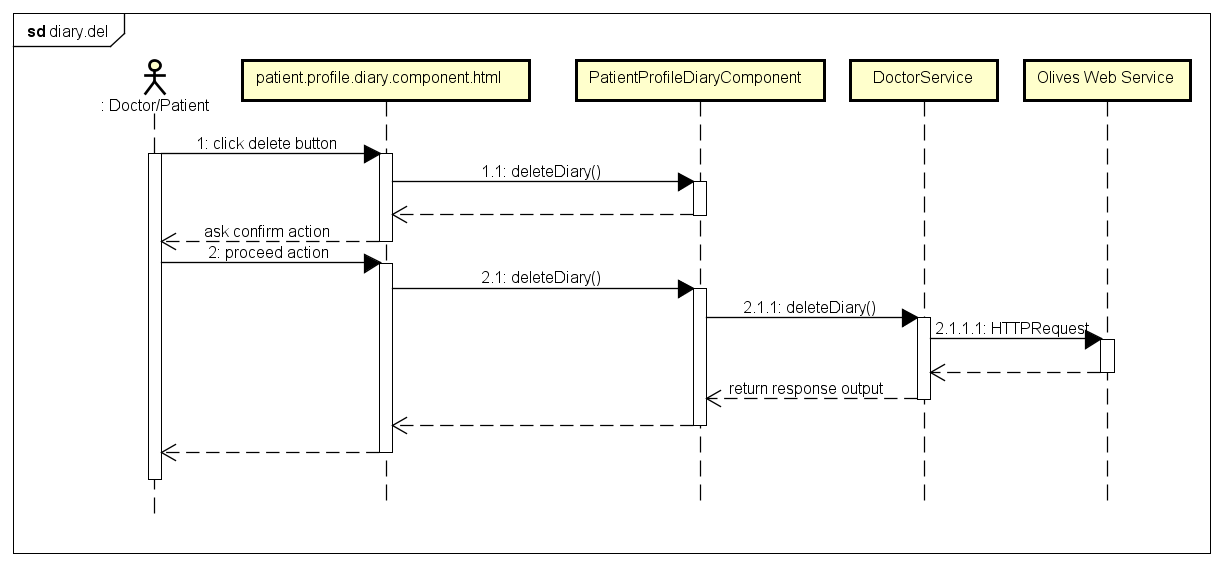 sd diary.del
: Doctor/Patient
patient.profile.diary.component.html
PatientProfileDiaryComponent
DoctorService
Olives Web Service
1: click delete button
1.1: deleteDiary()
ask confirm action
2: proceed action
2.1: deleteDiary()
2.1.1: deleteDiary()
2.1.1.1: HTTPRequest
return response output